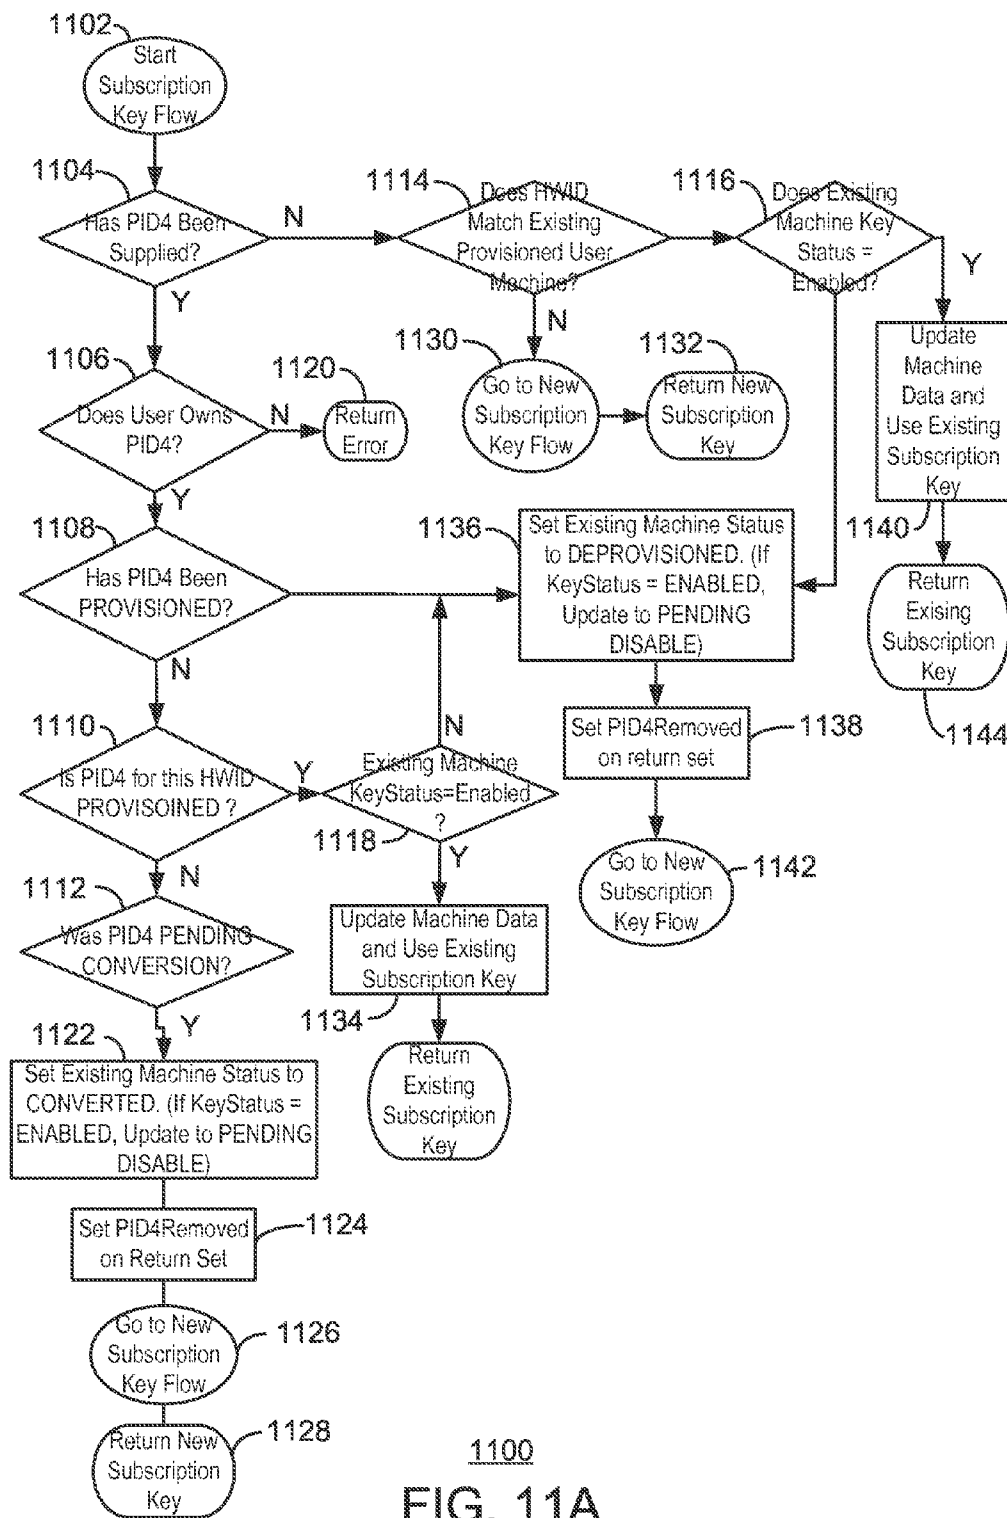 1102
Start
Subscription
Key Flow
1104
Has PID4 Been
Supplied?
N
Y
1114
Does HWID
Match Existing
Provisioned User
Machine?
N
1116
Does Existing
Machine Key
Status =
Enabled?
Y
1106
Does User Owns
PID4?
N
Y
1120
Return
Error
1130
Go to New
Subscription
Key Flow
1132
Return New
Subscription
Key
Update
Machine
Data and
Use Existing
Subscription
Key
1140
1108
Has PID4 Been
PROVISIONED?
N
1136
Set Existing Machine Status
to DEPROVISIONED. (If
KeyStatus = ENABLED,
Update to PENDING
DISABLE)
Return
Exising
Subscription
Key
1144
1110
Is PID4 for this HWID
PROVISOINED ?
Y
N
N
Existing Machine
KeyStatus=Enabled
?
1118
Y
Set PID4Removed
on return set
1138
1112
Was PID4 PENDING
CONVERSION?
Y
Update Machine Data
and Use Existing
Subscription Key
1134
Go to New
Subscription
Key Flow
1142
1122
Set Existing Machine Status to
CONVERTED. (If KeyStatus =
ENABLED, Update to PENDING
DISABLE)
Return
Existing
Subscription
Key
Set PID4Removed
on Return Set
1124
Go to New
Subscription
Key Flow
1126
Return New
Subscription
Key
1128
1100
FIG. 11A